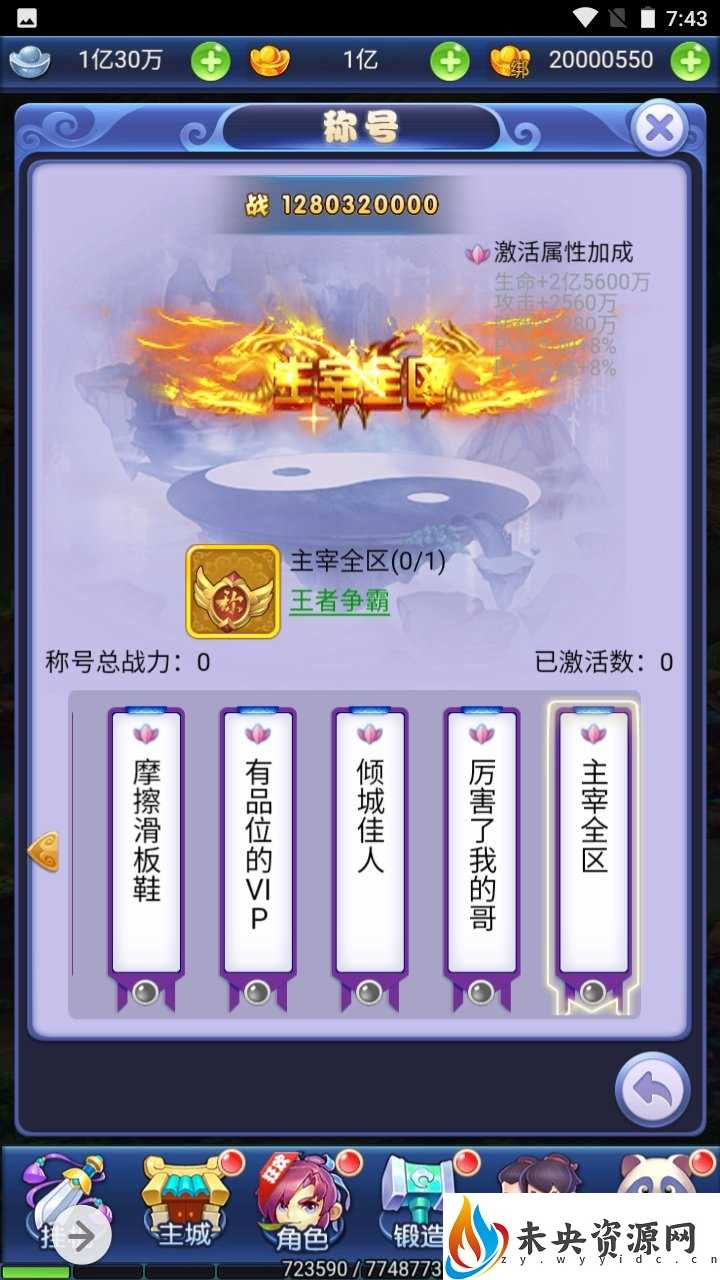 7:43
1亿30万
1亿
绑
20000550
称号
战 1280320000
激活属性加成
生命+2亿5600万
攻击+2560万
主宰全区
主宰全区(0/1)
王者争霸
称号总战力：0
已激活数：0
摩擦滑板鞋
有品位的VIP
倾城佳人
厉害了我的哥
主宰全区
主城
狂欢
角色
锻造
723590 / 7748773
未央资源网
zy.wyyidc.cn